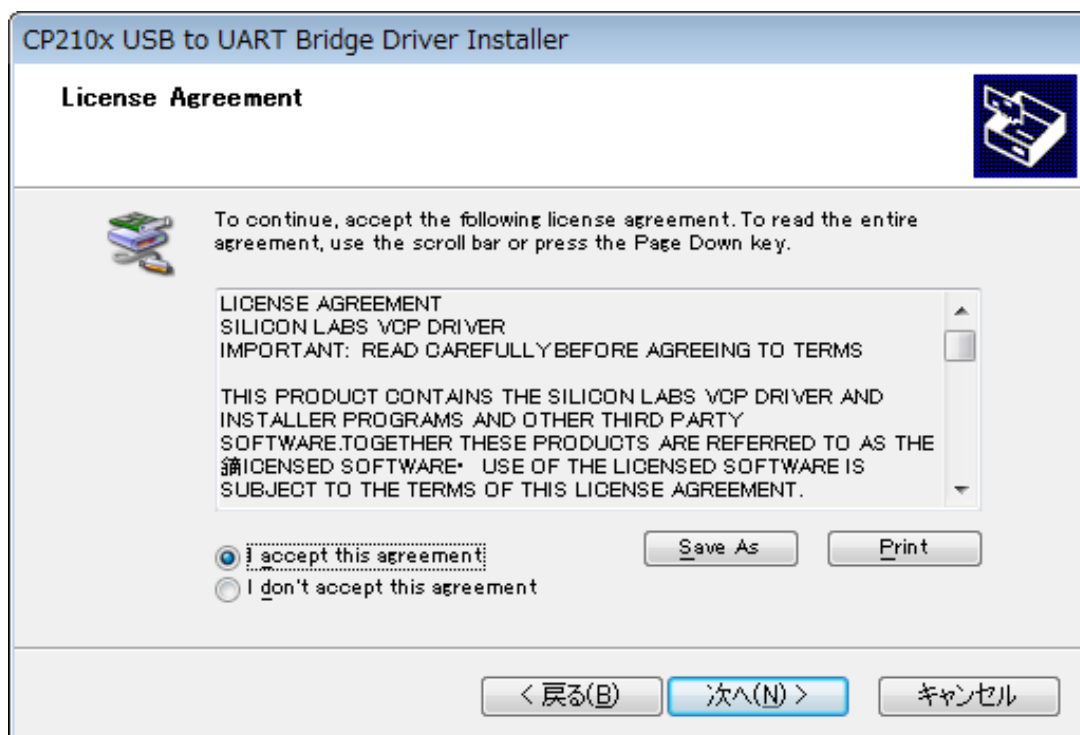 CP210x USB to UART Bridge Driver Installer
License Agreement
To continue, accept the following license agreement. To read the entire
agreement, use the scroll bar or press the Page Down key.
LICENSE AGREEMENT
SILICON LABS VCP DRIVER
IMPORTANT: READ CAREFULLY BEFORE AGREEING TO TERMS
THIS PRODUCT CONTAINS THE SILICON LABS VCP DRIVER AND
INSTALLER PROGRAMS AND OTHER THIRD PARTY
SOFTWARE.TOGETHER THESE PRODUCTS ARE REFERRED TO AS THE
鏑ICENSED SOFTWARE・ USE OF THE LICENSED SOFTWARE IS
SUBJECT TO THE TERMS OF THIS LICENSE AGREEMENT.
I accept this agreement
Save As
Print
I don't accept this agreement
< 戻る(B)
次へ(N) >
キャンセル